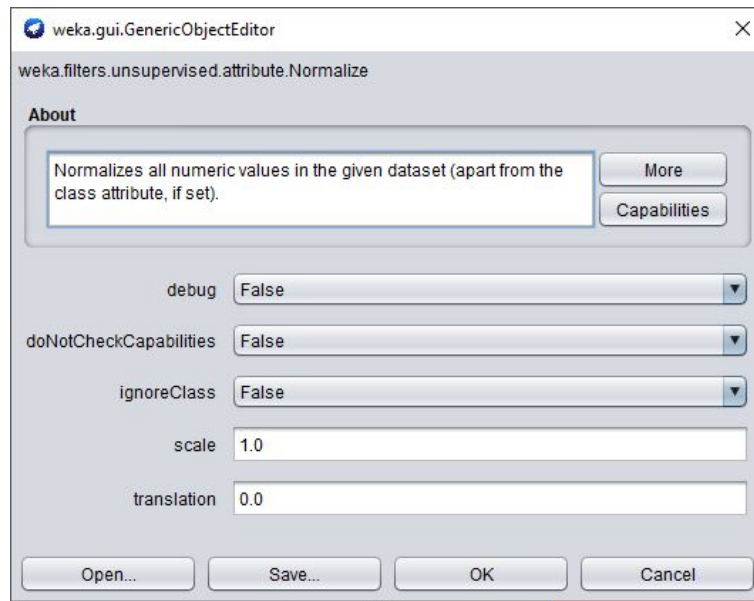 weka.gui.GenericObjectEditor
weka.filters.unsupervised.attribute.Normalize
About
Normalizes all numeric values in the given dataset (apart from the
class attribute, if set).
More
Capabilities
debug False
doNotCheckCapabilities False
ignoreClass False
scale 1.0
translation 0.0
Open... Save... OK Cancel